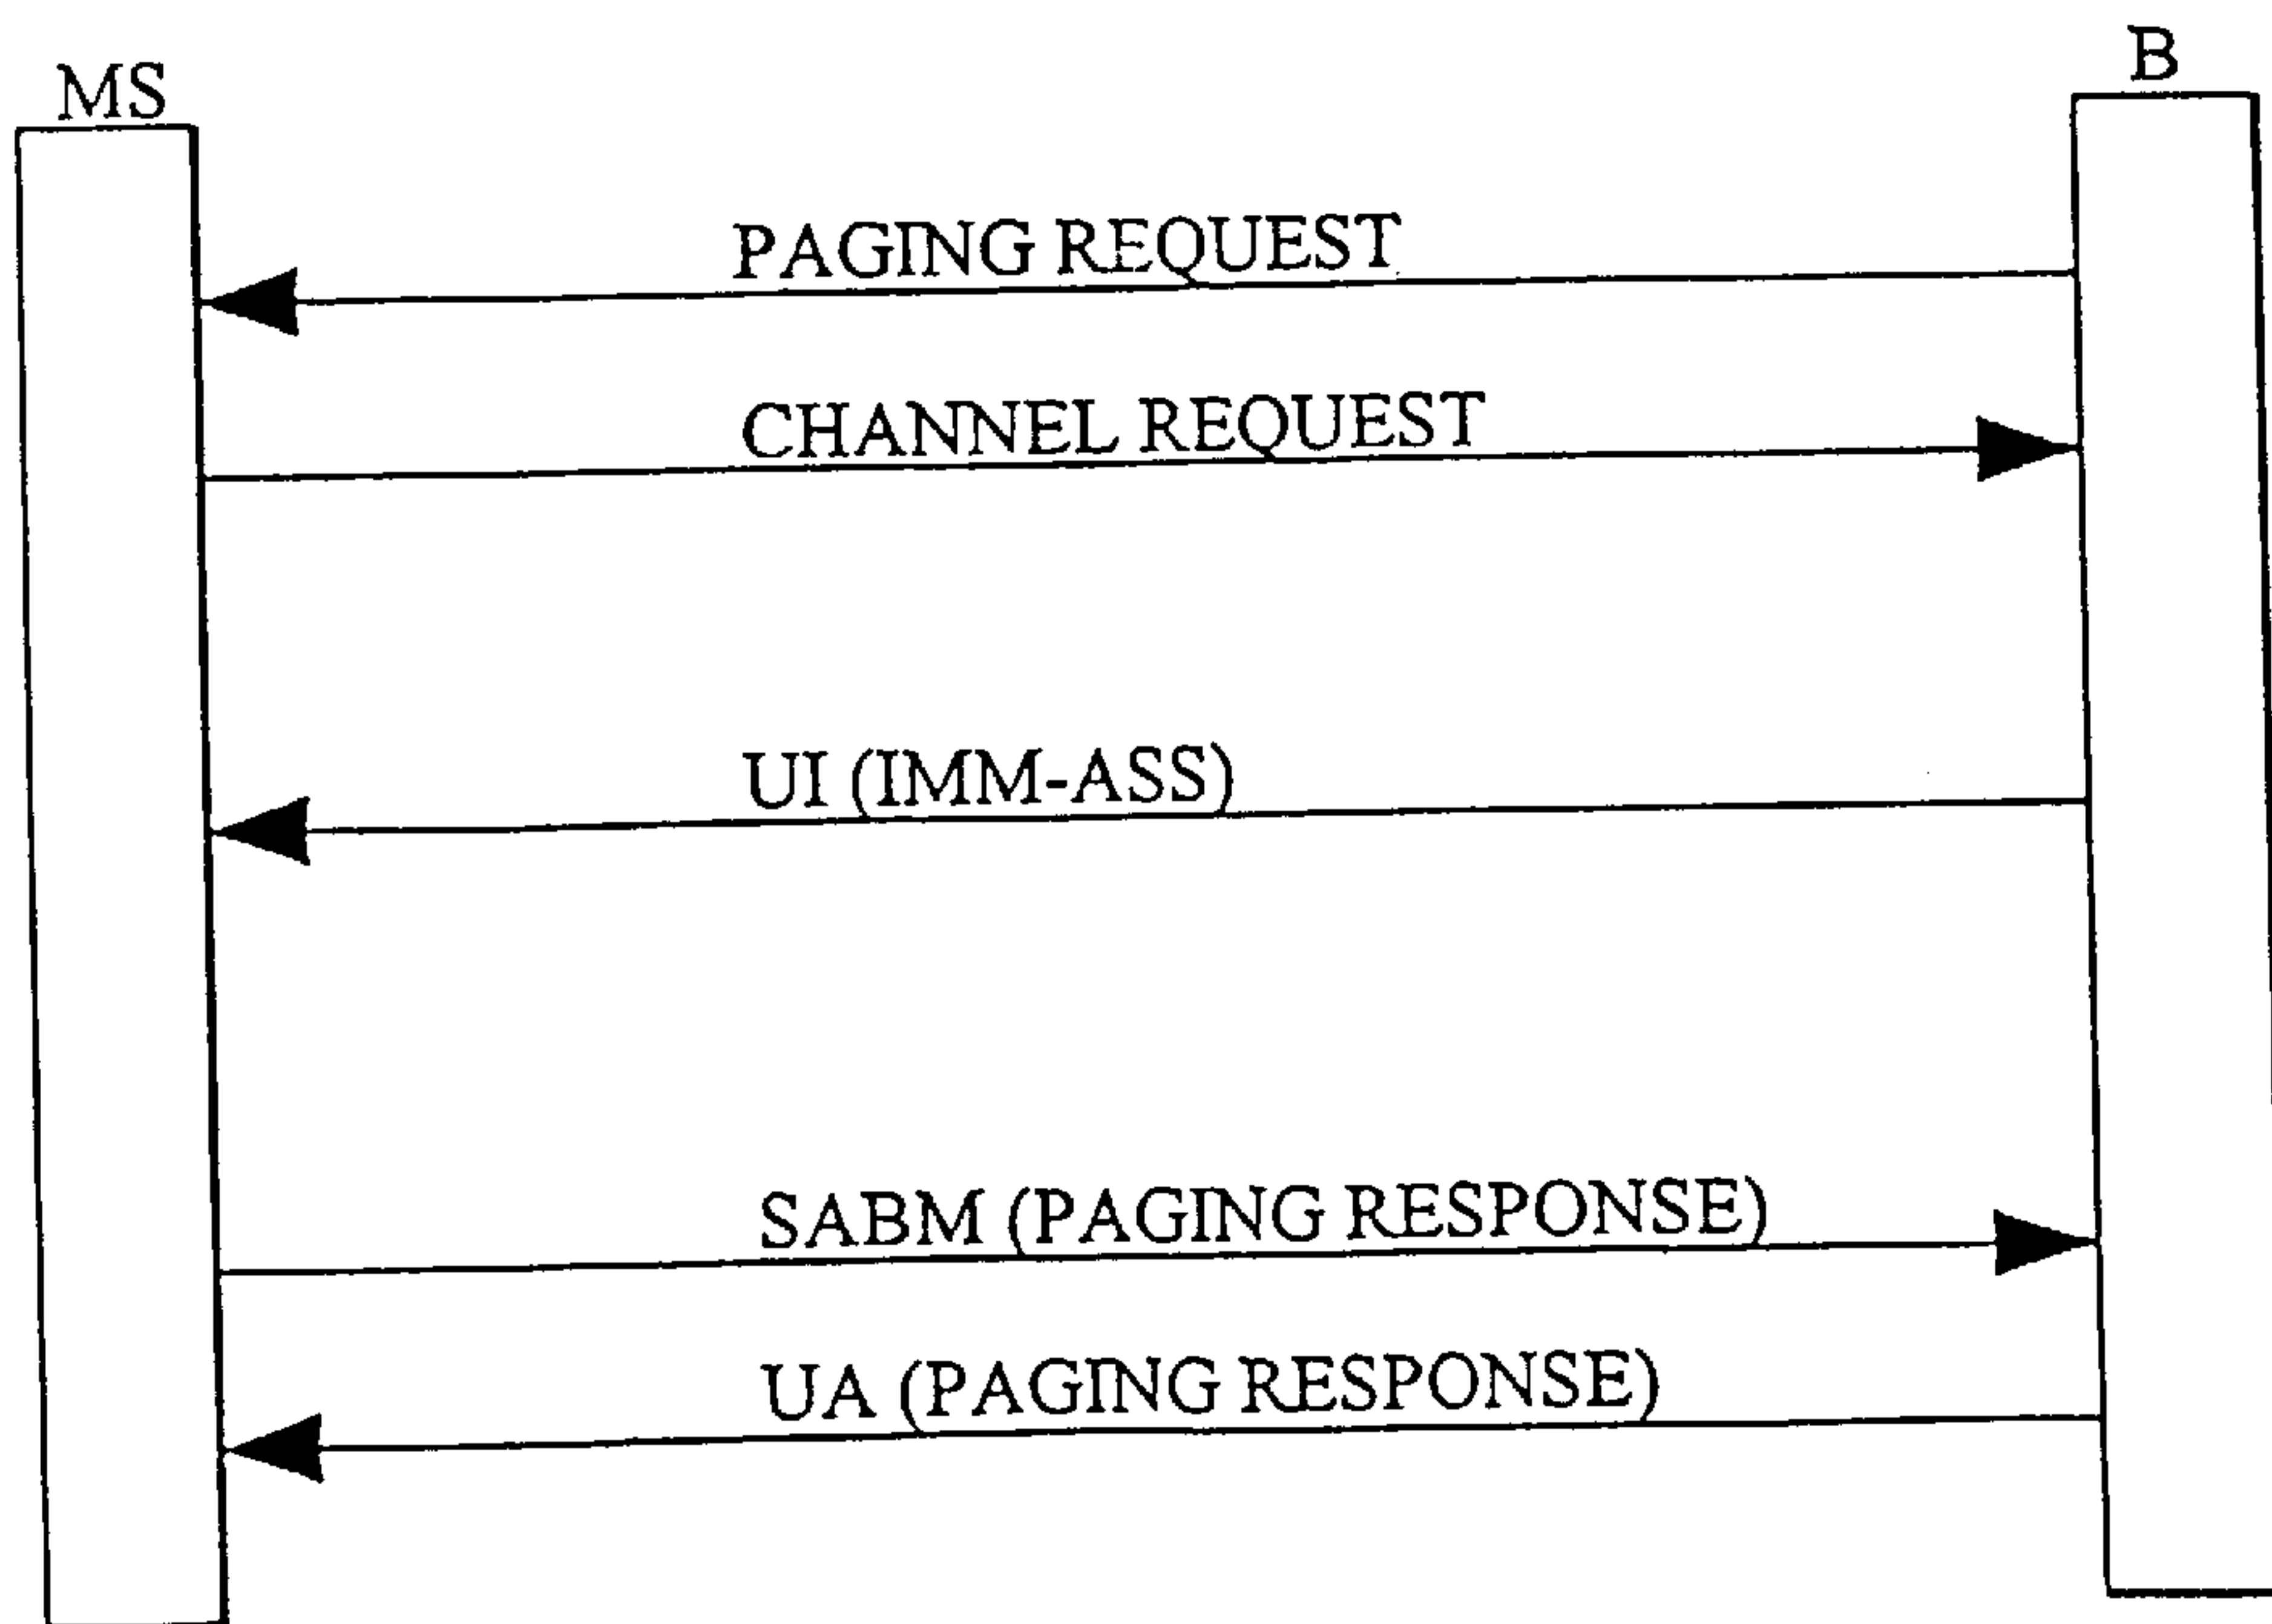 MS
B
PAGING REQUEST
CHANNEL REQUEST
UI (IMM-ASS)
SABM (PAGING RESPONSE)
UA (PAGING RESPONSE)